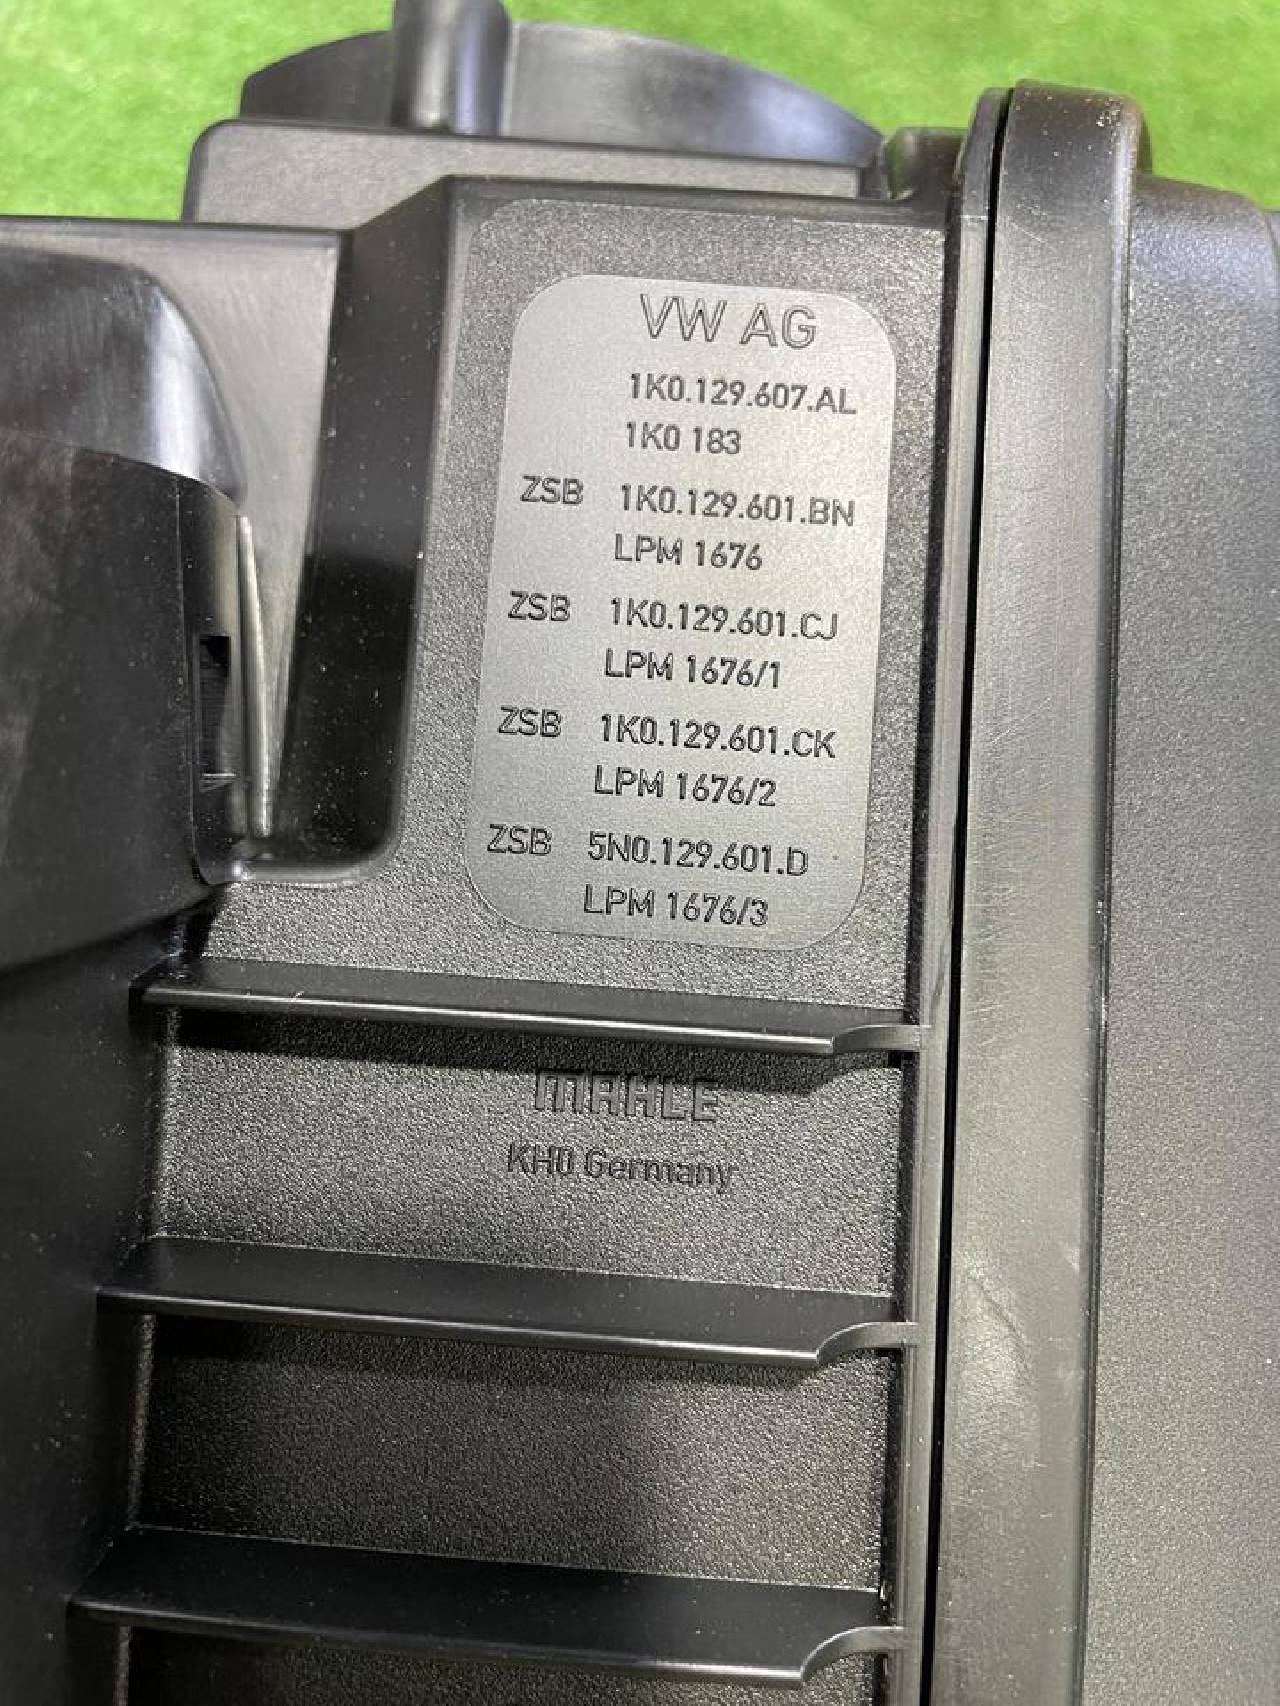 VW AG
1K0.129.607.AL
1K0 183
ZSB 1K0.129.601.BN
LPM 1676
ZSB 1K0.129.601.CJ
LPM 1676/1
ZSB 1K0.129.601.CK
LPM 1676/2
ZSB 5N0.129.601.D
LPM 1676/3
MAHLE
KH0 Germany